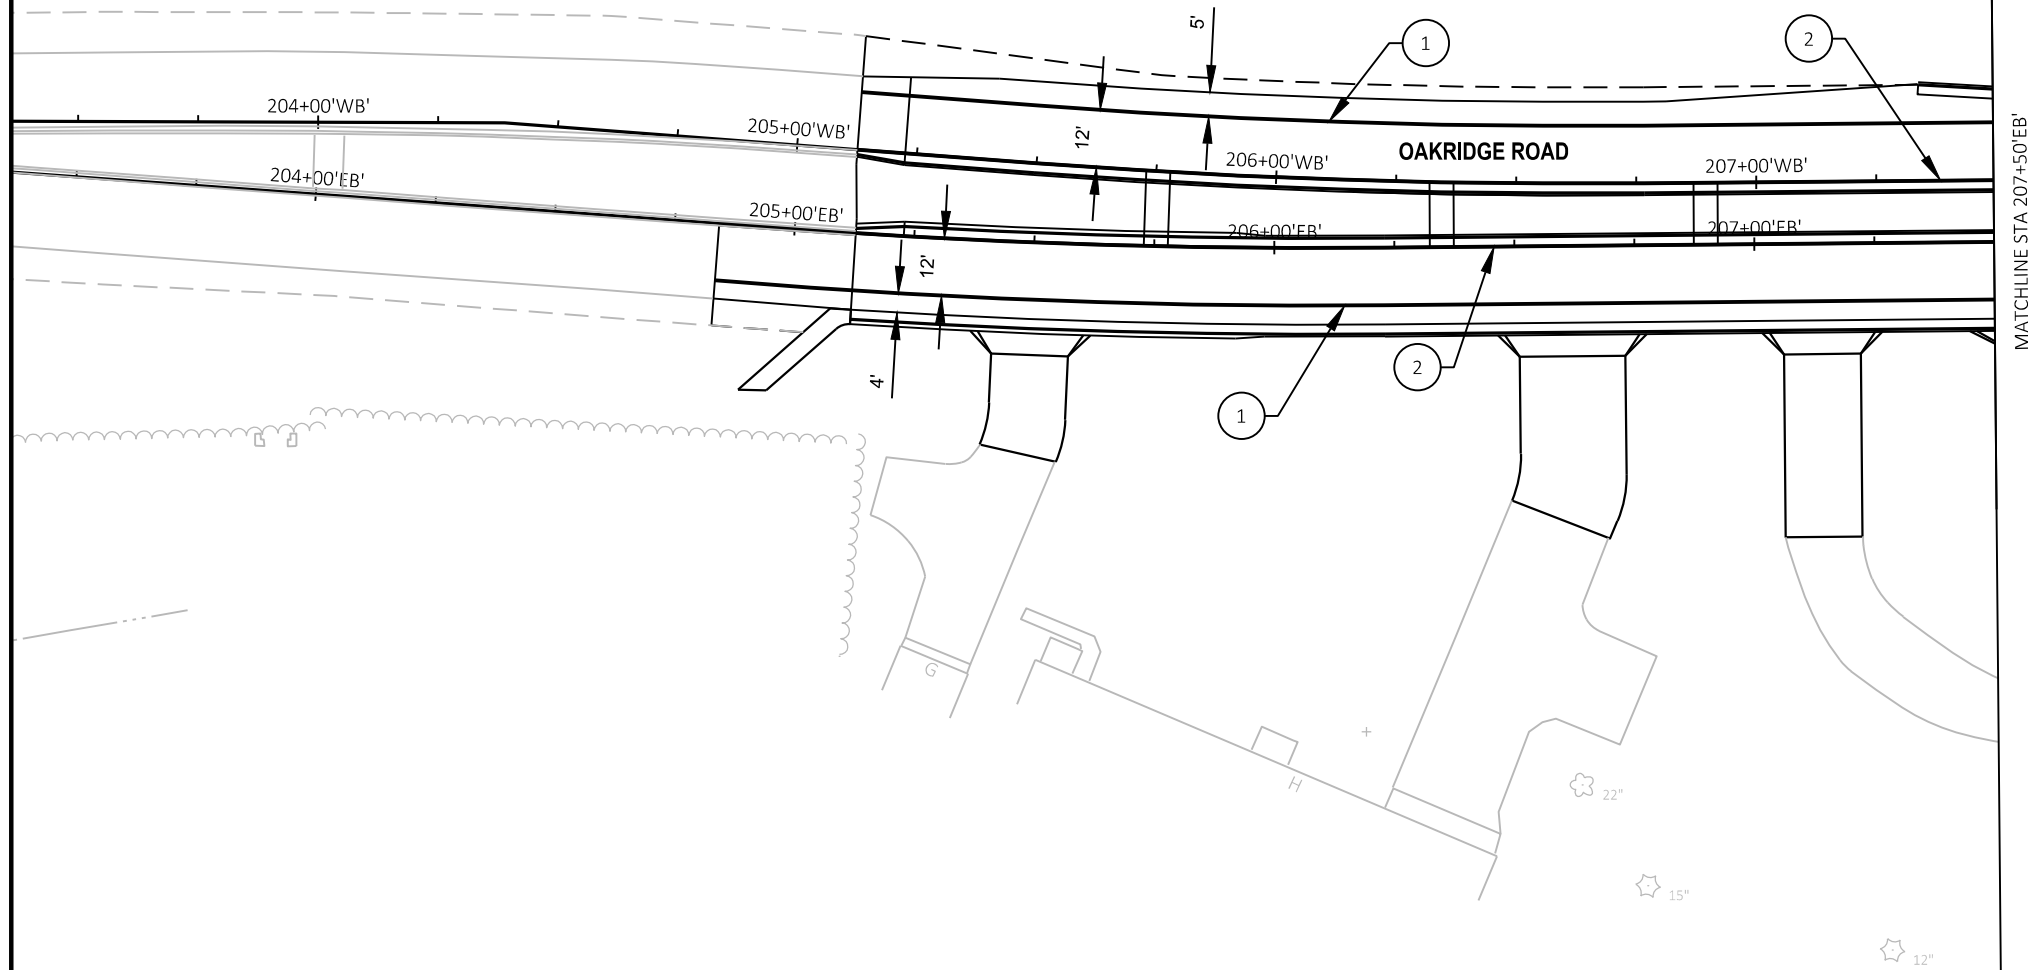 5'
1
2
204+00'WB'
205+00'WB'
12'
206+00'WB'
OAKRIDGE ROAD
207+00'WB'
204+00'EB'
205+00'EB'
206+00'EB'
207+00'EB'
12'
4'
2
1
MATCHLINE STA 207+50'EB'
G
H
22"
15"
12"